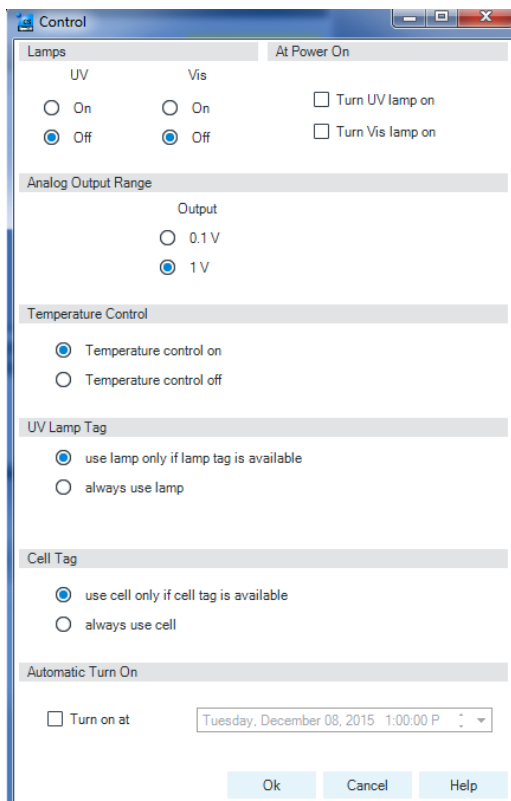 Control
Lamps
At Power On
UV Vis
On On
Off Off
Turn UV lamp on
Turn Vis lamp on
Analog Output Range
Output
0.1 V
1 V
Temperature Control
Temperature control on
Temperature control off
UV Lamp Tag
use lamp only if lamp tag is available
always use lamp
Cell Tag
use cell only if cell tag is available
always use cell
Automatic Turn On
Turn on at Tuesday, December 08, 2015 1:00:00 P
Ok Cancel Help